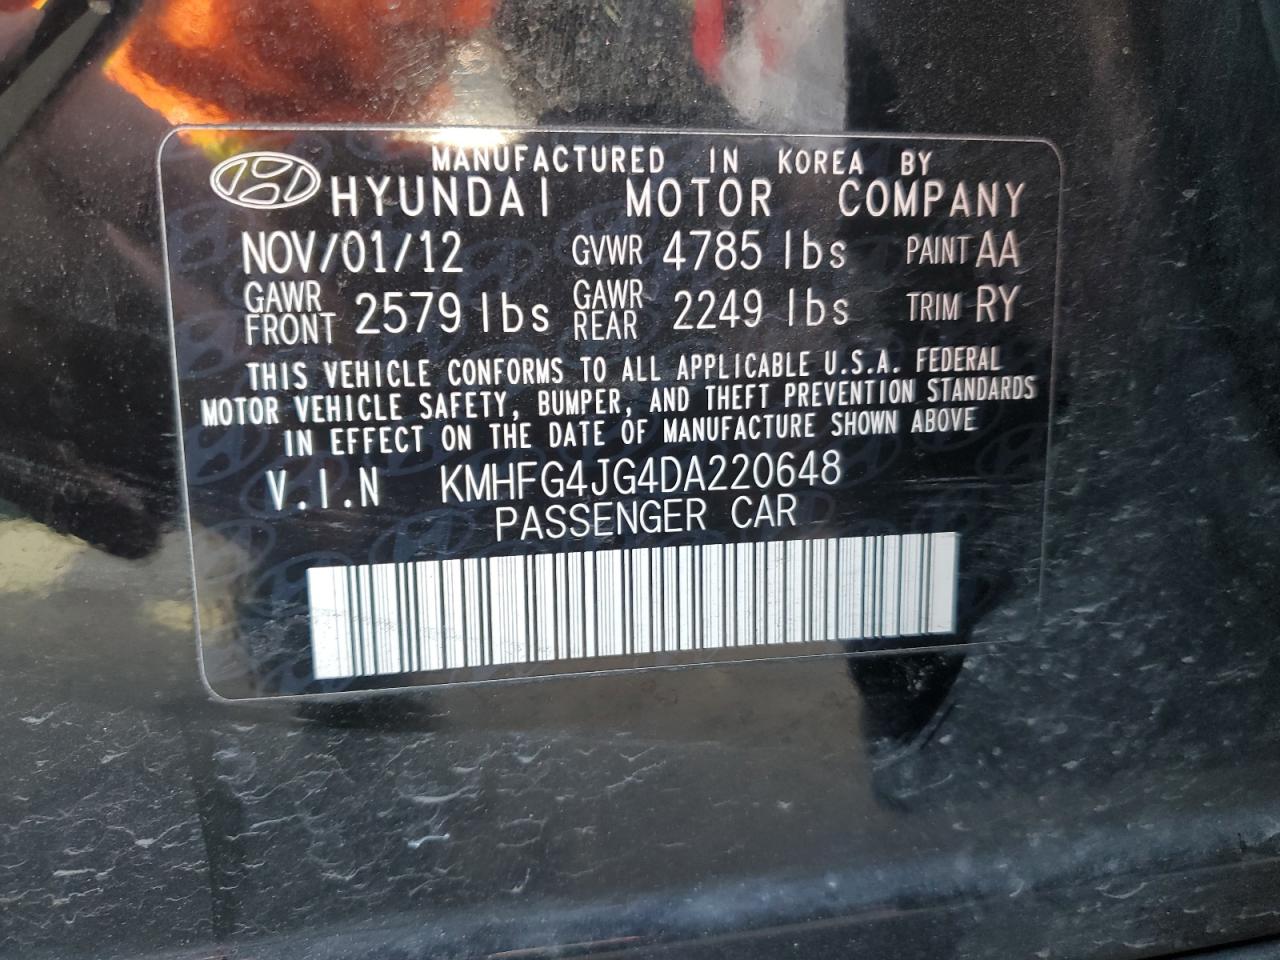 MANUFACTURED IN KOREA BY
HYUNDAI MOTOR COMPANY
NOV/01/12 GVWR 4785 lbs PAINT AA
GAWR FRONT 2579 lbs GAWR REAR 2249 lbs TRIM RY
THIS VEHICLE CONFORMS TO ALL APPLICABLE U.S.A. FEDERAL
MOTOR VEHICLE SAFETY, BUMPER, AND THEFT PREVENTION STANDARDS
IN EFFECT ON THE DATE OF MANUFACTURE SHOWN ABOVE
V.I.N KMHFG4JG4DA220648
PASSENGER CAR